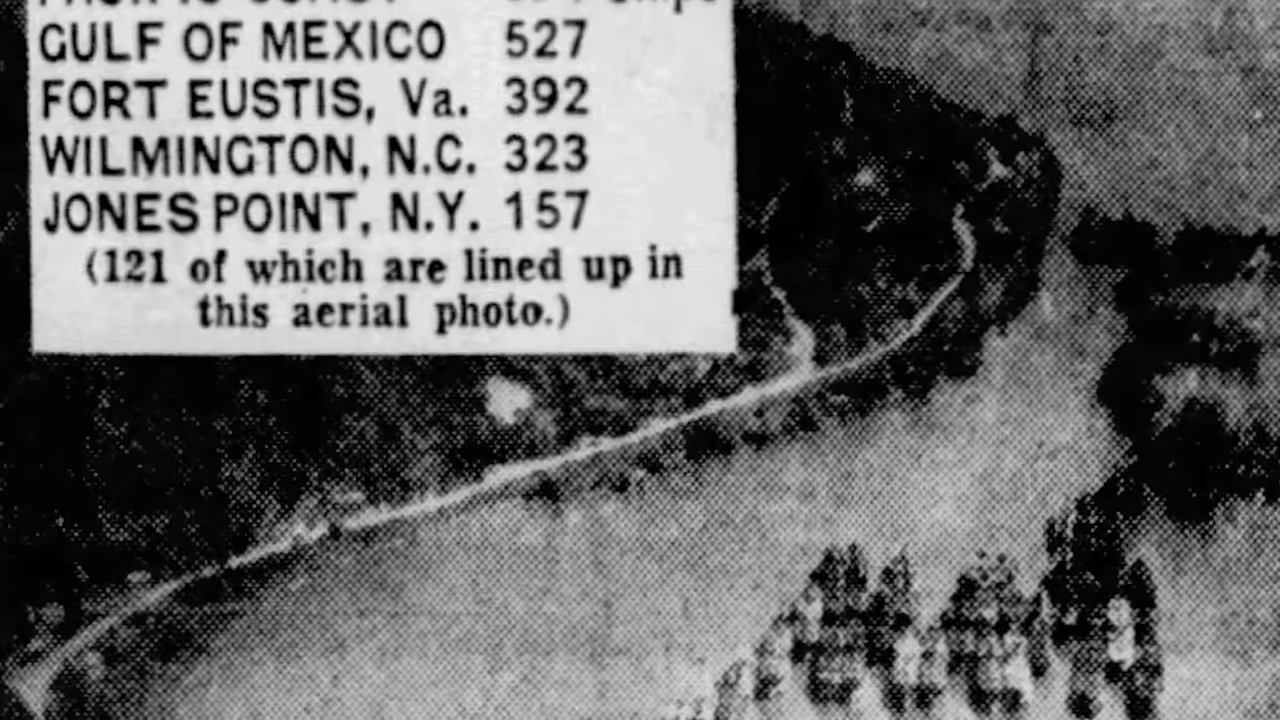 GULF OF MEXICO 527
FORT EUSTIS, Va. 392
WILMINGTON, N.C. 323
JONES POINT, N.Y. 157
(121 of which are lined up in
this aerial photo.)